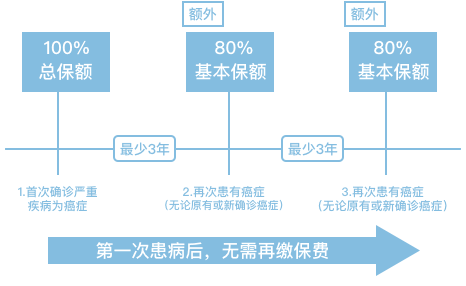 额外
额外
100%
总保额
80%
基本保额
80%
基本保额
最少3年
最少3年
1.首次确诊严重
疾病为癌症
2.再次患有癌症
(无论原有或新确诊癌症)
3.再次患有癌症
(无论原有或新确诊癌症)
第一次患病后，无需再缴保费